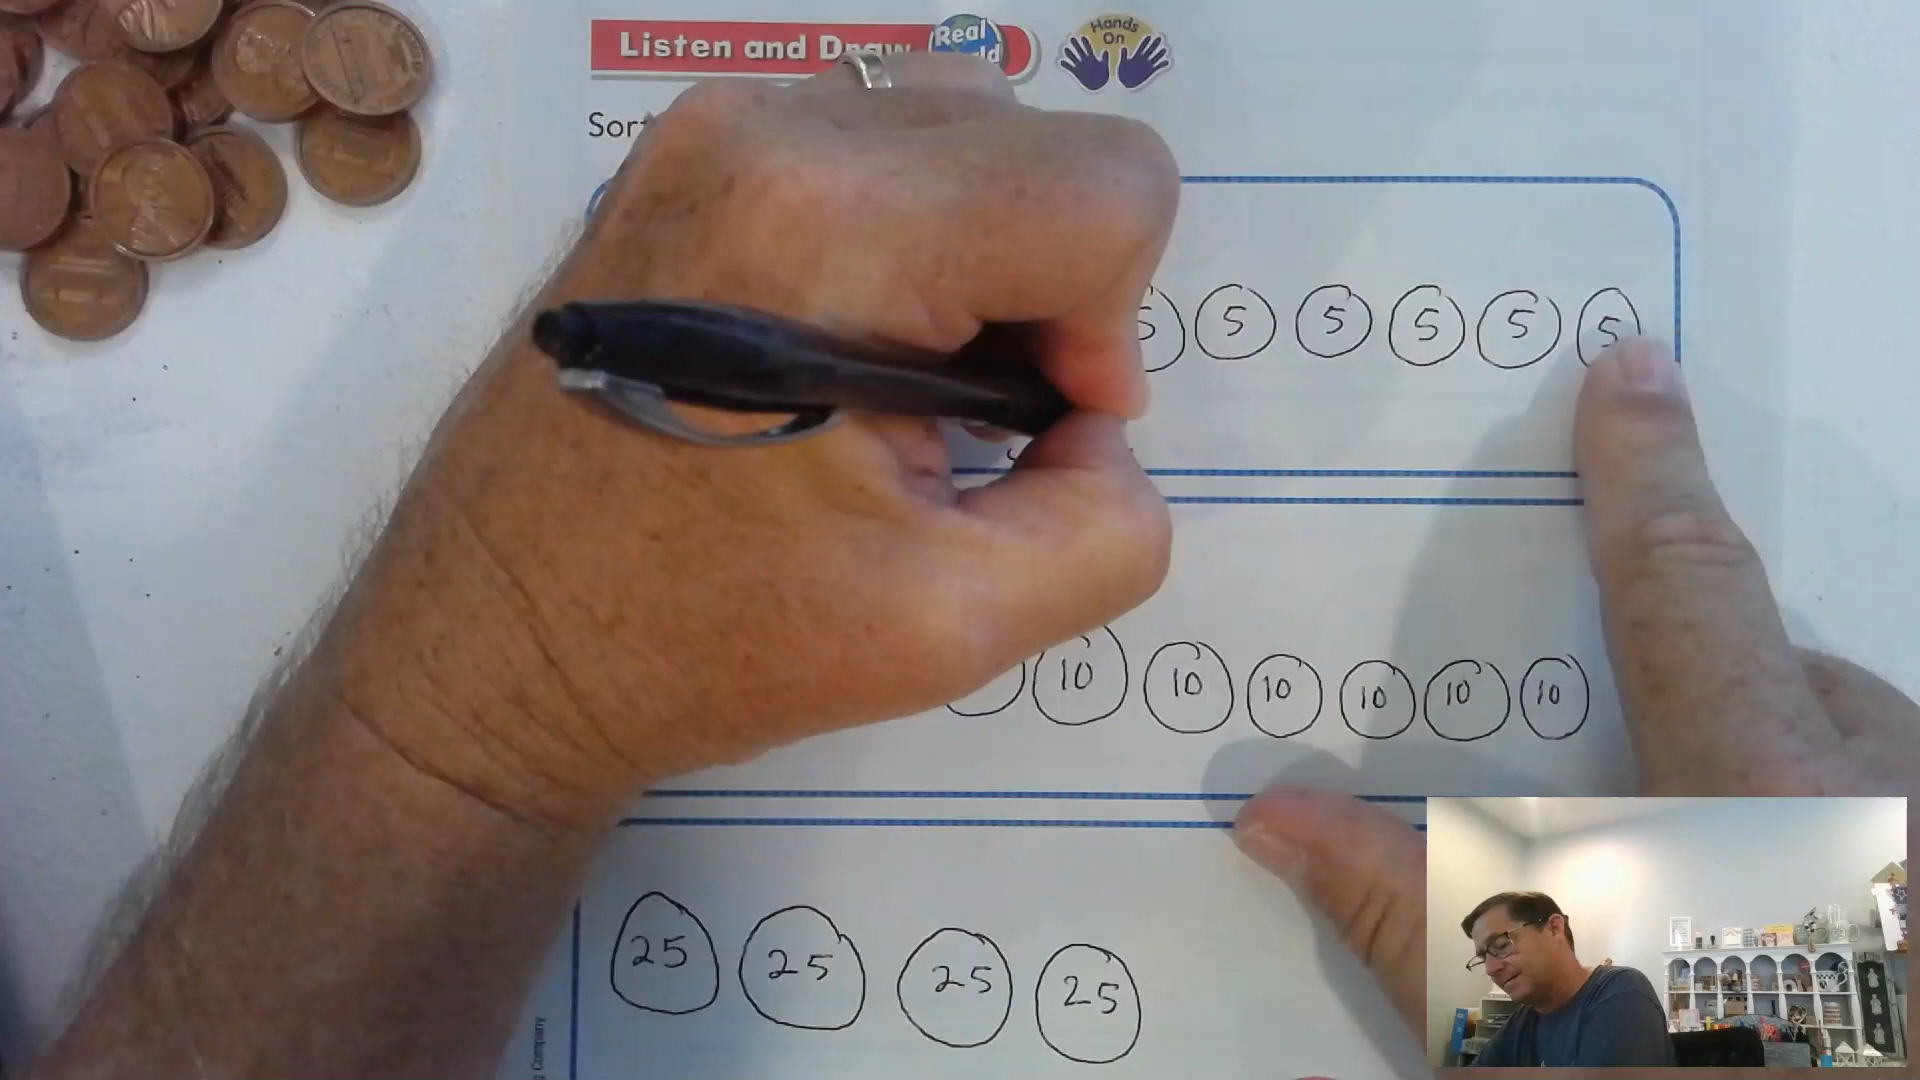 Listen and Draw Real
Hands
On
Sort
5 5 5 5 5 5
10 10 10 10 10 10
25 25 25 25
Company